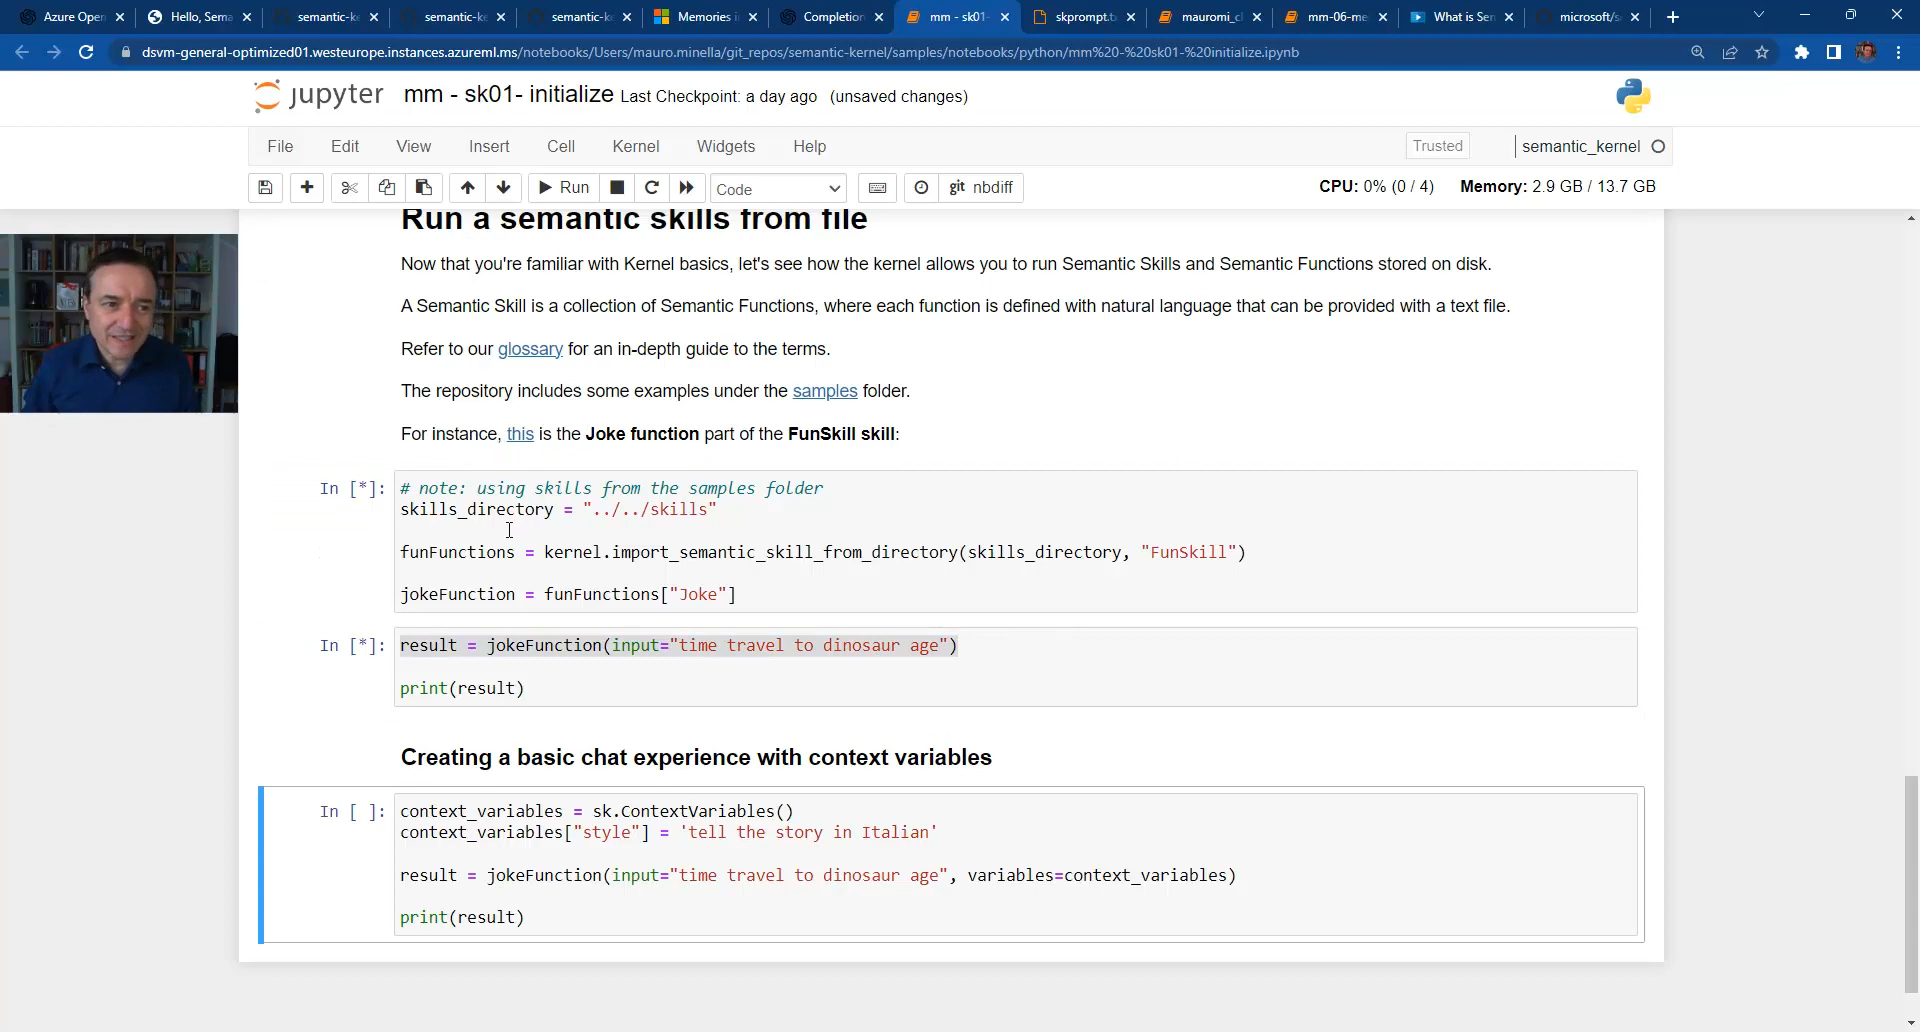 Azure Open
Hello, Sema
semantic-ke
semantic-ke
semantic-ke
Memories i
Completion
mm - sk01-
skprompt.t
mauromi_cl
mm-06-me
What is Sem
microsoft/s
dsvm-general-optimized01.westeurope.instances.azureml.ms/notebooks/Users/mauro.minella/git_repos/semantic-kernel/samples/notebooks/python/mm%20-%20sk01-%20initialize.ipynb
jupyter mm - sk01- initialize Last Checkpoint: a day ago (unsaved changes)
File Edit View Insert Cell Kernel Widgets Help Trusted semantic_kernel
Run Code git nbdiff CPU: 0% (0 / 4) Memory: 2.9 GB / 13.7 GB
Run a semantic skills from file
Now that you're familiar with Kernel basics, let's see how the kernel allows you to run Semantic Skills and Semantic Functions stored on disk.
A Semantic Skill is a collection of Semantic Functions, where each function is defined with natural language that can be provided with a text file.
Refer to our glossary for an in-depth guide to the terms.
The repository includes some examples under the samples folder.
For instance, this is the Joke function part of the FunSkill skill:
In [*]: # note: using skills from the samples folder
skills_directory = "../../skills"
funFunctions = kernel.import_semantic_skill_from_directory(skills_directory, "FunSkill")
jokeFunction = funFunctions["Joke"]
In [*]: result = jokeFunction(input="time travel to dinosaur age")
print(result)
Creating a basic chat experience with context variables
In [ ]: context_variables = sk.ContextVariables()
context_variables["style"] = 'tell the story in Italian'
result = jokeFunction(input="time travel to dinosaur age", variables=context_variables)
print(result)